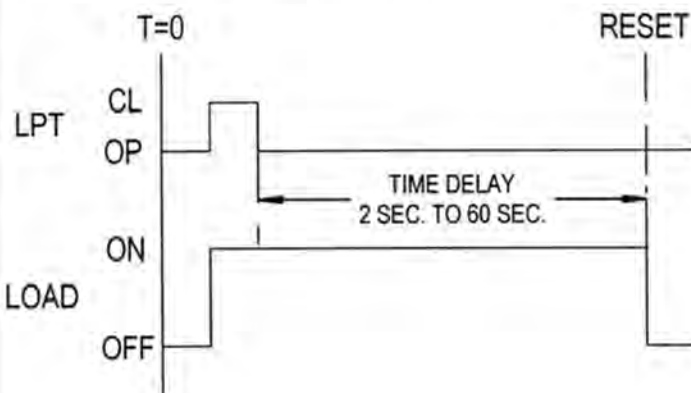 T=0
RESET
CL
LPT
OP
TIME DELAY
2 SEC. TO 60 SEC.
ON
LOAD
OFF